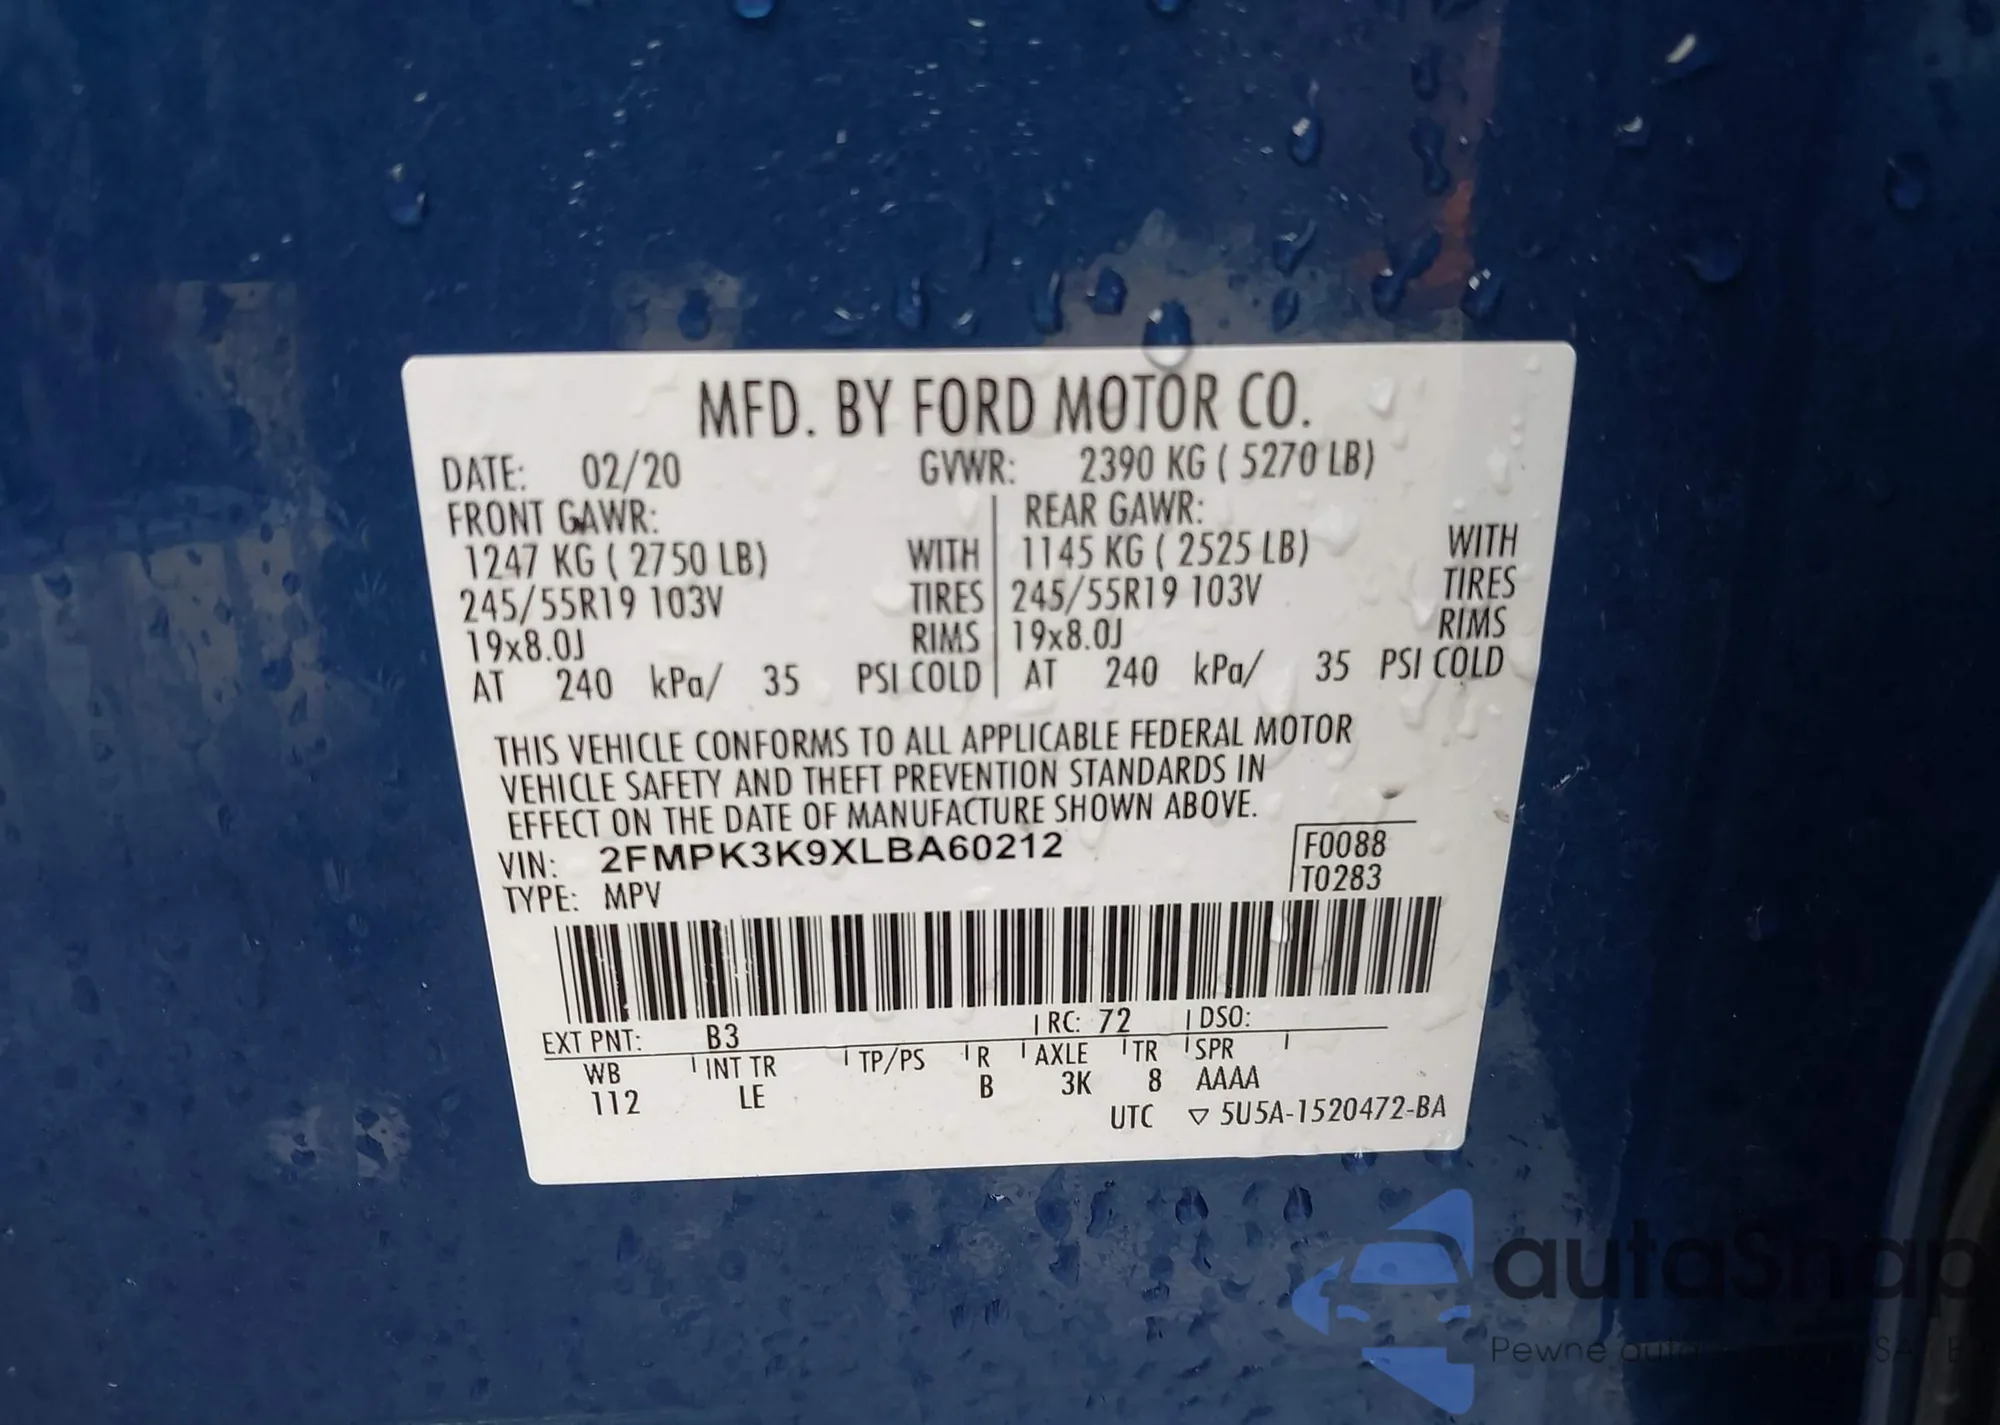 MFD. BY FORD MOTOR CO.
DATE: 02/20 GVWR: 2390 KG ( 5270 LB)
FRONT GAWR: REAR GAWR:
1247 KG ( 2750 LB) WITH 1145 KG ( 2525 LB) WITH
245/55R19 103V TIRES 245/55R19 103V TIRES
19x8.0J RIMS 19x8.0J RIMS
AT 240 kPa/ 35 PSI COLD AT 240 kPa/ 35 PSI COLD
THIS VEHICLE CONFORMS TO ALL APPLICABLE FEDERAL MOTOR
VEHICLE SAFETY AND THEFT PREVENTION STANDARDS IN
EFFECT ON THE DATE OF MANUFACTURE SHOWN ABOVE.
VIN: 2FMPK3K9XLBA60212 F0088
TYPE: MPV T0283
EXT PNT: B3 RC: 72 DSO:
WB INT TR TP/PS R AXLE TR SPR
112 LE B 3K 8 AAAA
UTC ▽ 5U5A-1520472-BA
autaSnap
Pewne auta